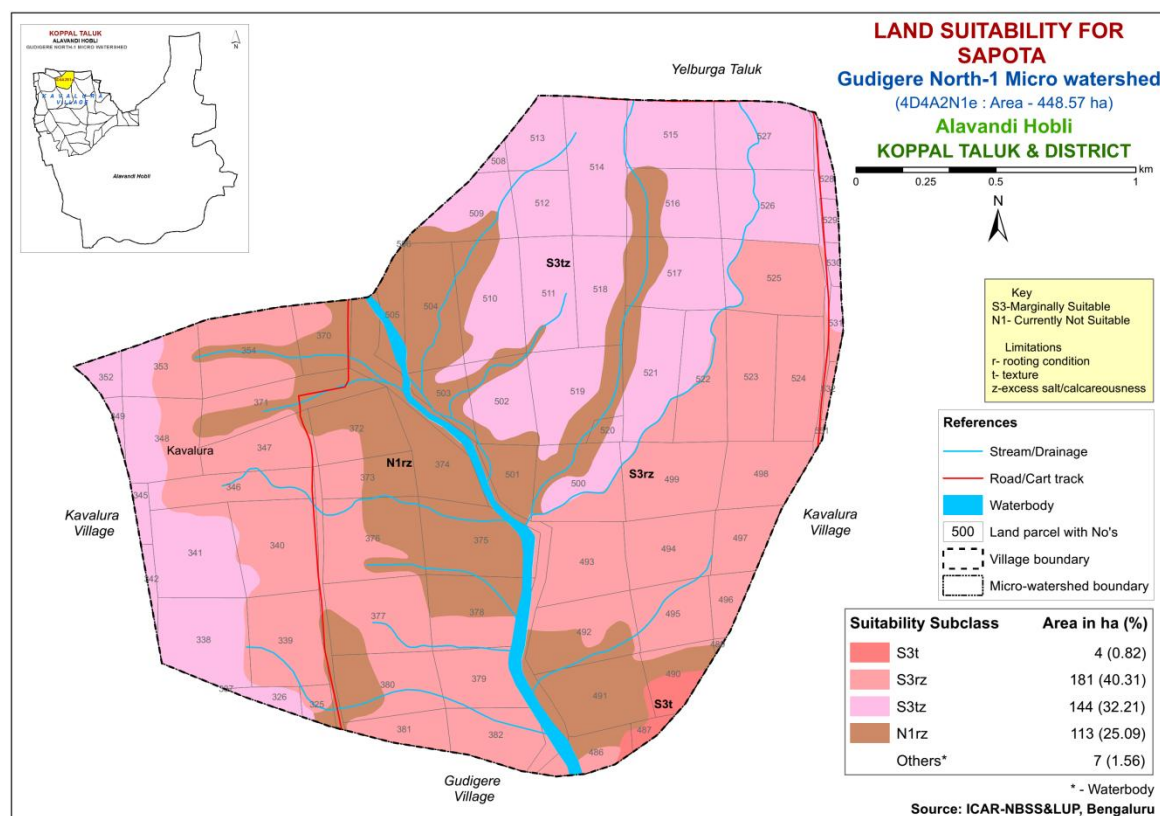 KOPPAL TALUK
ALAVANDI HOBLI
GUDIGERE NORTH-1 MICRO WATERSHED
N
KASALURA
VILLAGE
Alavandi Hobli
LAND SUITABILITY FOR
SAPOTA
Gudigere North-1 Micro watershed
(4D4A2N1e : Area - 448.57 ha)
Alavandi Hobli
KOPPAL TALUK & DISTRICT
0 0.25 0.5 1 km
N
Yelburga Taluk
513
515
527
508
514
528
512
516
526
509
529
506
S3tz
530
525
517
510
511
518
504
505
531
370
354
353
352
503
519
521
522
523
524
532
502
371
349
520
372
348
347
Kavalura
N1rz
374
501
S3rz
373
500
499
498
346
345
Kavalura
Village
Kavalura
Village
375
376
497
494
493
341
340
342
378
377
496
495
492
338
339
379
380
490
491
326
325
S3t
381
382
487
486
Gudigere
Village
Key
S3-Marginally Suitable
N1- Currently Not Suitable
Limitations
r- rooting condition
t- texture
z-excess salt/calcareousness
References
Stream/Drainage
Road/Cart track
Waterbody
500 Land parcel with No's
Village boundary
Micro-watershed boundary
Suitability Subclass Area in ha (%)
S3t 4 (0.82)
S3rz 181 (40.31)
S3tz 144 (32.21)
N1rz 113 (25.09)
Others* 7 (1.56)
* - Waterbody
Source: ICAR-NBSS&LUP, Bengaluru